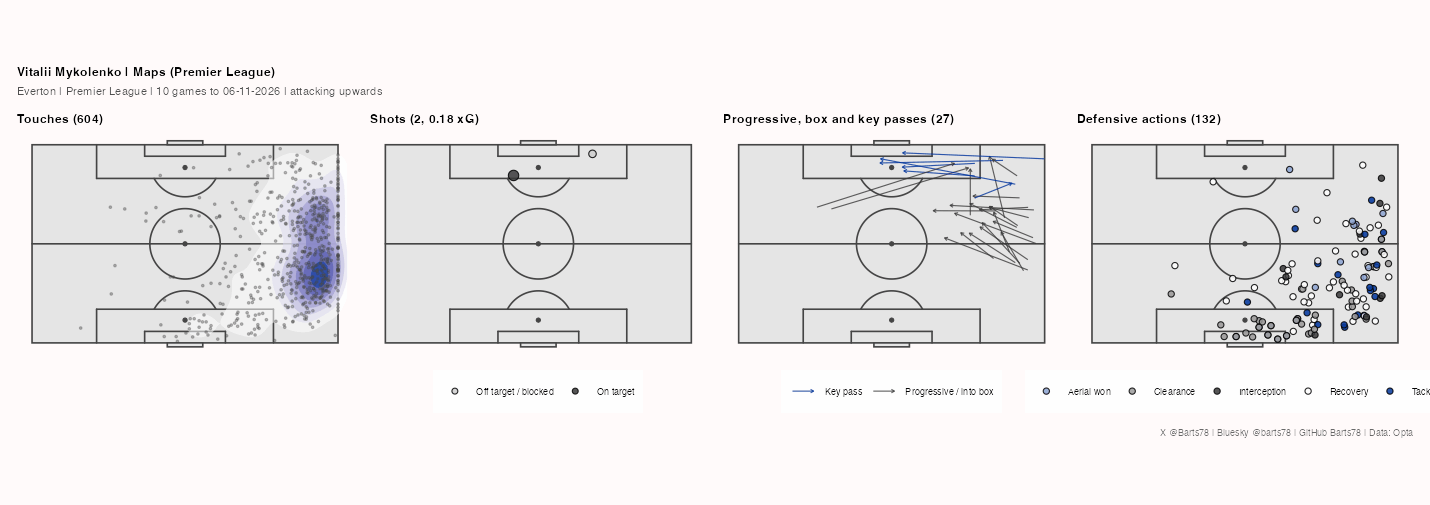 Vitalii Mykolenko | Maps (Premier League)
Everton | Premier League | 10 games to 06-11-2026 | attacking upwards
Touches (604)
Shots (2, 0.18 xG)
Progressive, box and key passes (27)
Defensive actions (132)
Off target / blocked
On target
Key pass
Progressive / into box
Aerial won
Clearance
Interception
Recovery
Tack
X @Barts78 | Bluesky @barts78 | GitHub Barts78 | Data: Opta